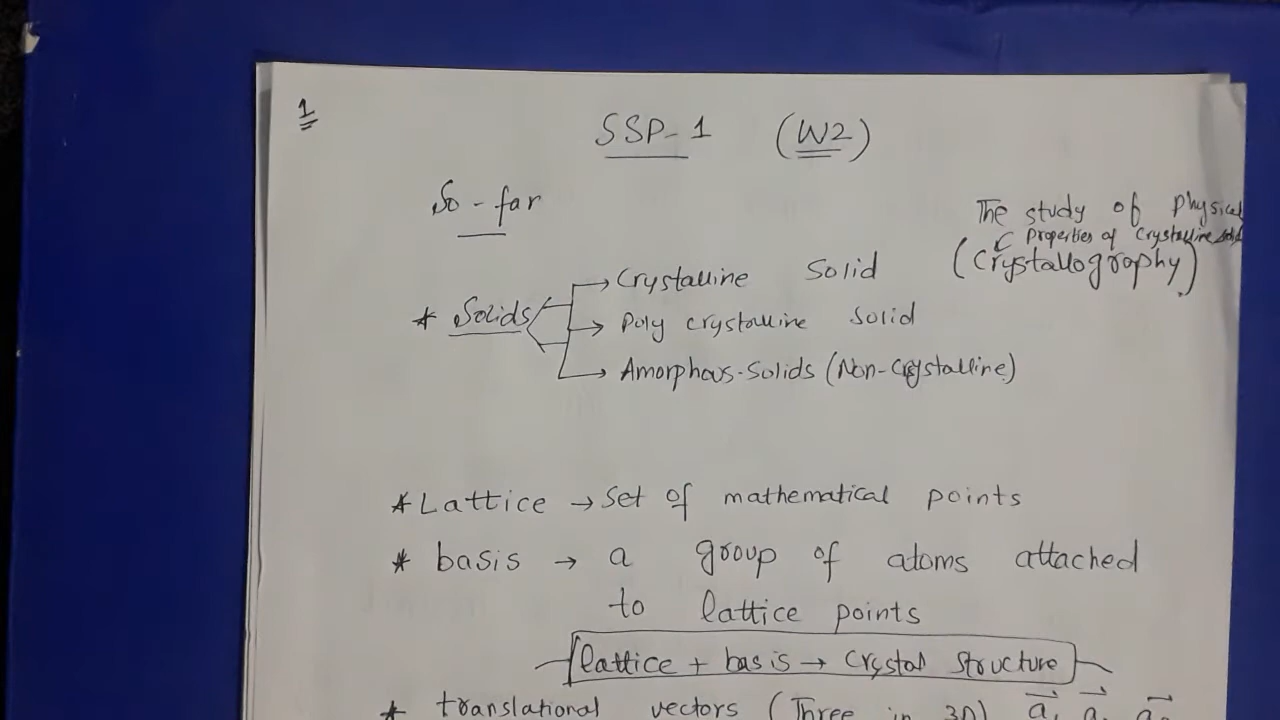 1
SSP-1 (W2)
So-far
The study of physical
Properties of Crystalline
(Crystallography)
* Solids
→ Crystalline Solid
→ Poly crystalline solid
→ Amorphous-Solids (Non-Crystalline)
* Lattice → Set of mathematical points
* basis → a group of atoms attached
to lattice points
lattice + basis → Crystal Structure
* translational vectors (Three in 3D)